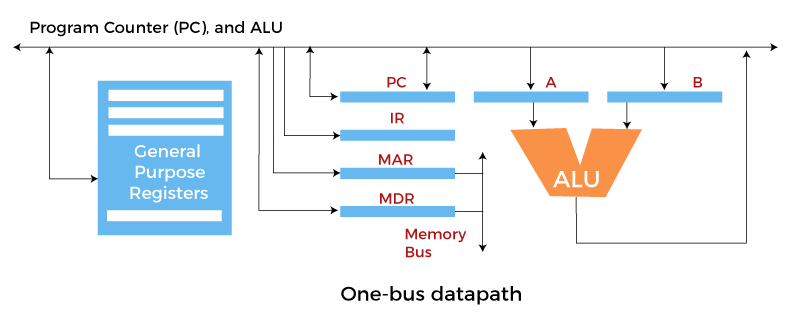 Program Counter (PC), and ALU
PC
A
B
IR
General
Purpose
Registers
MAR
ALU
MDR
Memory
Bus
One-bus datapath